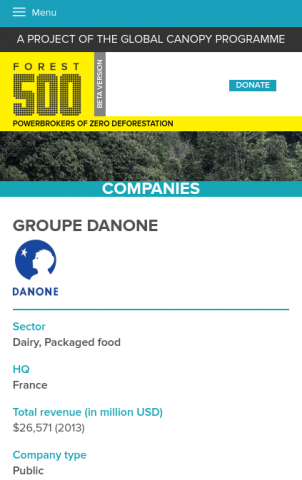 Menu
A PROJECT OF THE GLOBAL CANOPY PROGRAMME
FOREST
500
BETA VERSION
DONATE
POWERBROKERS OF ZERO DEFORESTATION
COMPANIES
GROUPE DANONE
DANONE
Sector
Dairy, Packaged food
HQ
France
Total revenue (in million USD)
$26,571 (2013)
Company type
Public